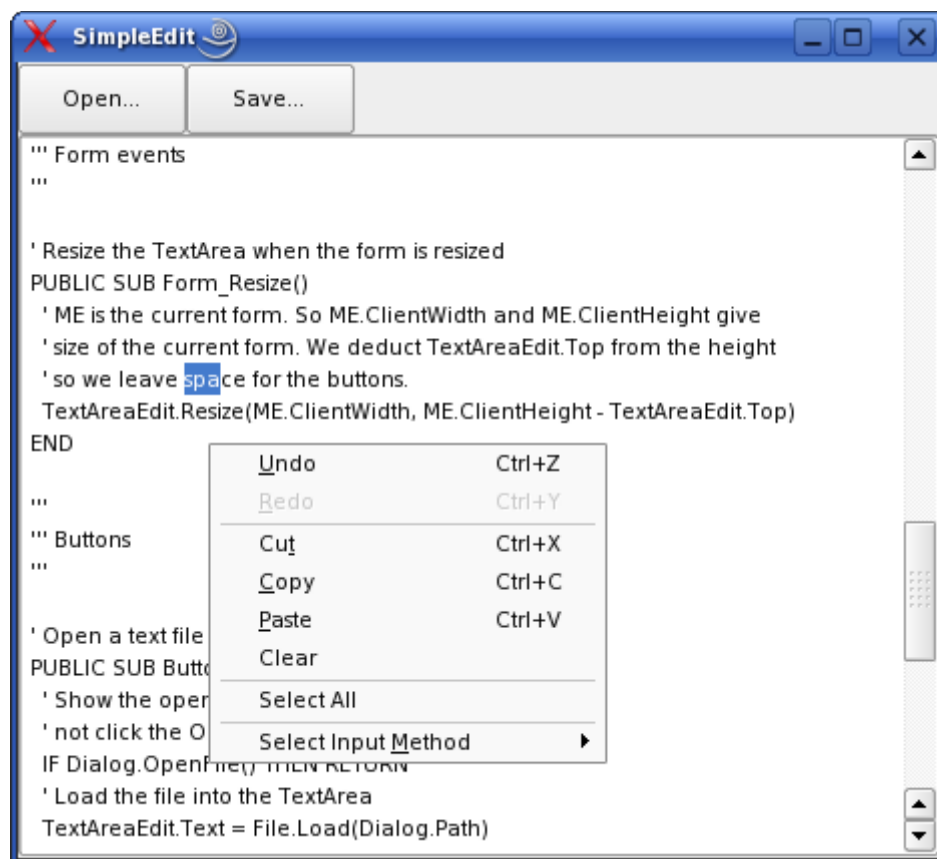 SimpleEdit
Open... Save...
''' Form events
'''
' Resize the TextArea when the form is resized
PUBLIC SUB Form_Resize()
' ME is the current form. So ME.ClientWidth and ME.ClientHeight give
' size of the current form. We deduct TextAreaEdit.Top from the height
' so we leave space for the buttons.
TextAreaEdit.Resize(ME.ClientWidth, ME.ClientHeight - TextAreaEdit.Top)
END
'''
''' Buttons
'''
' Open a text file
PUBLIC SUB Butto
' Show the open
' not click the O
IF Dialog.OpenFile() THEN RETURN
' Load the file into the TextArea
TextAreaEdit.Text = File.Load(Dialog.Path)
Undo Ctrl+Z
Redo Ctrl+Y
Cut Ctrl+X
Copy Ctrl+C
Paste Ctrl+V
Clear
Select All
Select Input Method